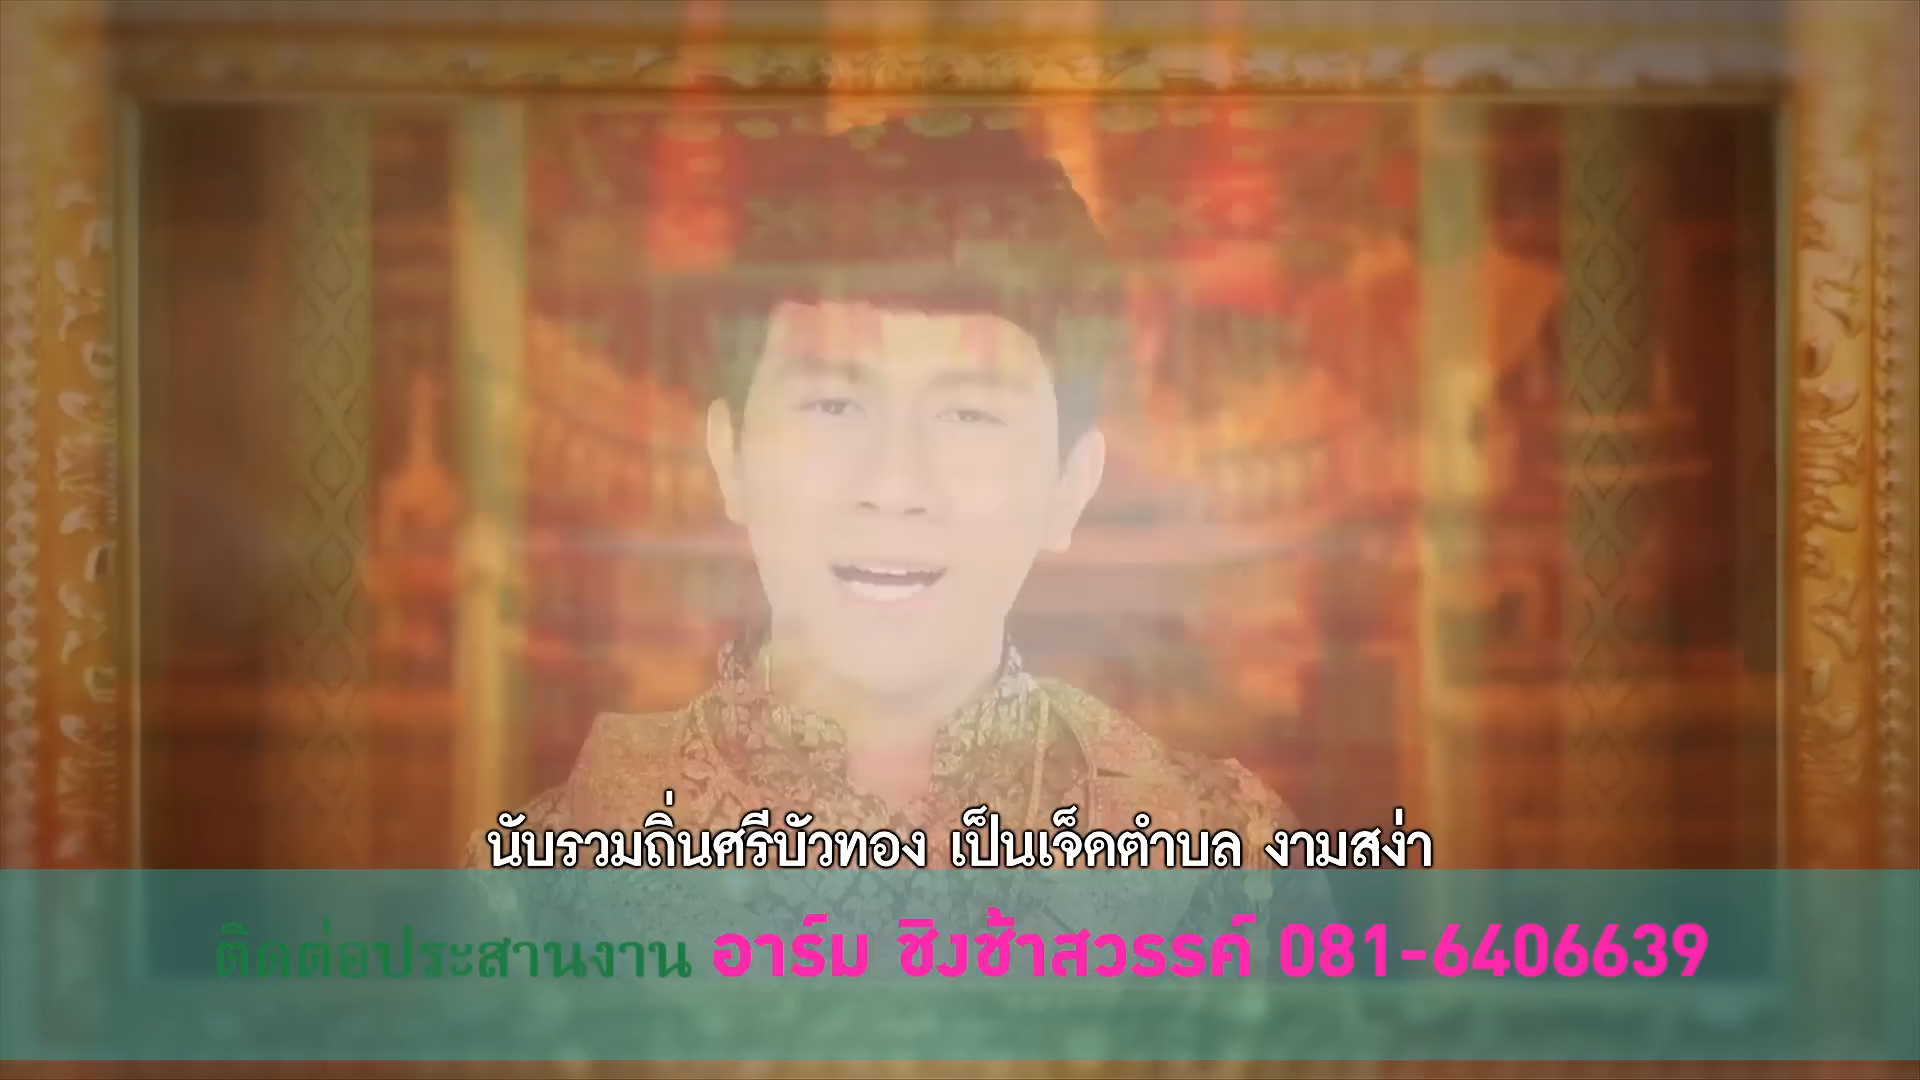 นับรวมถิ่นศรีบัวทอง เป็นเจ็ดตำบล งามสง่า
ติดต่อประสานงาน อาร์ม ชิงช้าสวรรค์ 081-6406639